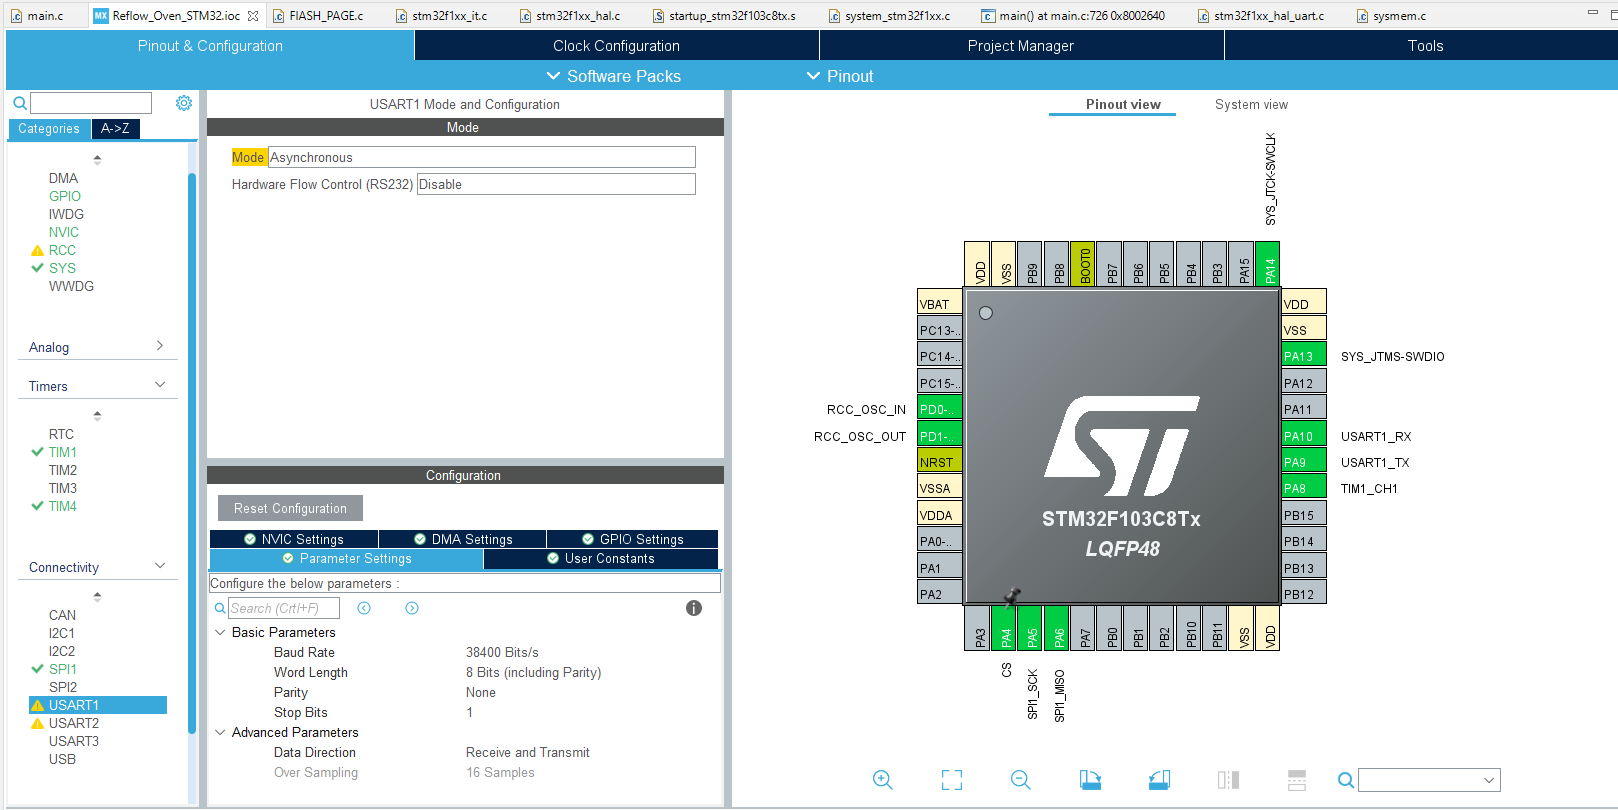 main.c
Reflow_Oven_STM32.ioc
FlASH_PAGE.c
stm32f1xx_it.c
stm32f1xx_hal.c
startup_stm32f103c8tx.s
system_stm32f1xx.c
main() at main.c:726 0x8002640
stm32f1xx_hal_uart.c
sysmem.c
Pinout & Configuration
Clock Configuration
Project Manager
Tools
Software Packs
Pinout
Categories
A->Z
DMA
GPIO
IWDG
NVIC
RCC
SYS
WWDG
Analog
Timers
RTC
TIM1
TIM2
TIM3
TIM4
Connectivity
CAN
I2C1
I2C2
SPI1
SPI2
USART1
USART2
USART3
USB
USART1 Mode and Configuration
Mode
Mode Asynchronous
Hardware Flow Control (RS232) Disable
Configuration
Reset Configuration
NVIC Settings
DMA Settings
GPIO Settings
Parameter Settings
User Constants
Configure the below parameters :
Search (Crtl+F)
Basic Parameters
Baud Rate 38400 Bits/s
Word Length 8 Bits (including Parity)
Parity None
Stop Bits 1
Advanced Parameters
Data Direction Receive and Transmit
Over Sampling 16 Samples
Pinout view
System view
SYS_JTCK-SWCLK
VDD
VSS
PB9
PB8
BOOT0
PB7
PB6
PB5
PB4
PB3
PA15
PA14
VBAT
PC13-..
PC14-..
PC15-..
RCC_OSC_IN PD0-..
RCC_OSC_OUT PD1-..
NRST
VSSA
VDDA
PA0-..
PA1
PA2
ST
STM32F103C8Tx
LQFP48
VDD
VSS
PA13 SYS_JTMS-SWDIO
PA12
PA11
PA10 USART1_RX
PA9 USART1_TX
PA8 TIM1_CH1
PB15
PB14
PB13
PB12
PA3
PA4
PA5
PA6
PA7
PB0
PB1
PB2
PB10
PB11
VSS
VDD
CS
SPI1_SCK
SPI1_MISO